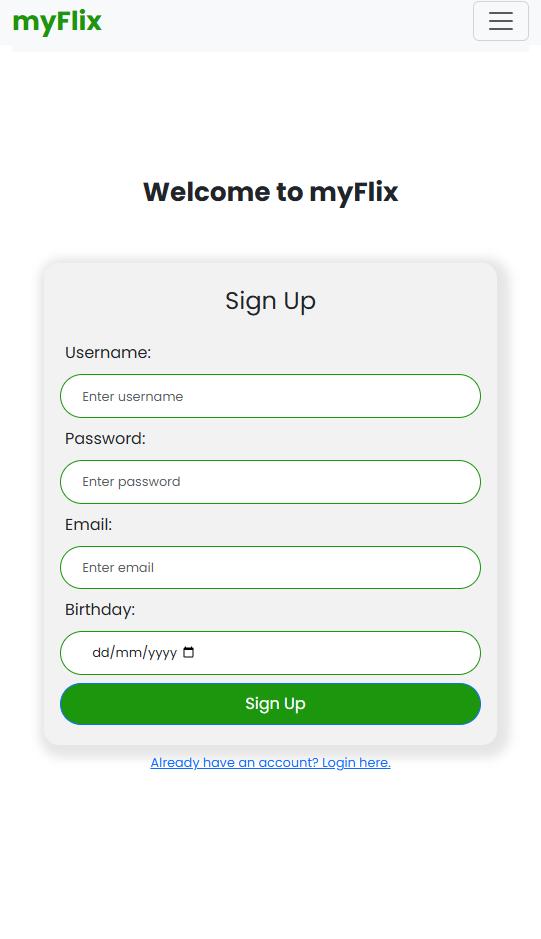 myFlix
Welcome to myFlix
Sign Up
Username:
Enter username
Password:
Enter password
Email:
Enter email
Birthday:
dd/mm/yyyy
Sign Up
Already have an account? Login here.